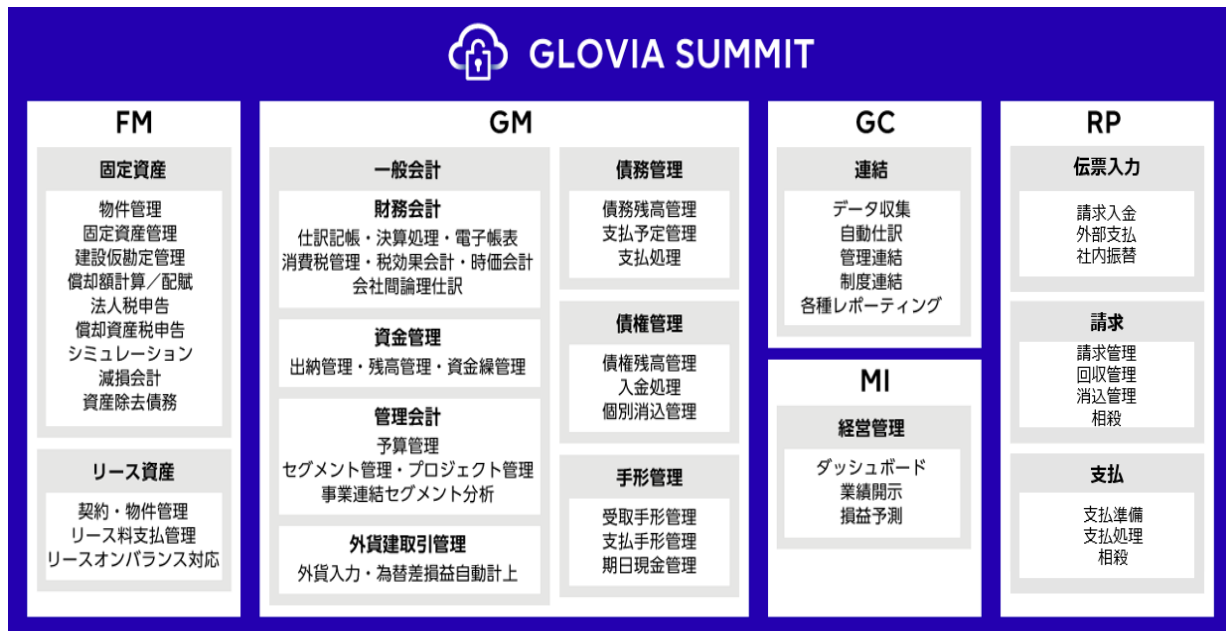 GLOVIA SUMMIT
FM
固定資産
物件管理
固定資産管理
建設仮勘定管理
償却額計算／配賦
法人税申告
償却資産税申告
シミュレーション
減損会計
資産除去債務
リース資産
契約・物件管理
リース料支払管理
リースオンバランス対応
GM
一般会計
財務会計
仕訳記帳・決算処理・電子帳表
消費税管理・税効果会計・時価会計
会社間論理仕訳
資金管理
出納管理・残高管理・資金繰管理
管理会計
予算管理
セグメント管理・プロジェクト管理
事業連結セグメント分析
外貨建取引管理
外貨入力・為替差損益自動計上
債務管理
債務残高管理
支払予定管理
支払処理
債権管理
債権残高管理
入金処理
個別消込管理
手形管理
受取手形管理
支払手形管理
期日現金管理
GC
連結
データ収集
自動仕訳
管理連結
制度連結
各種レポーティング
MI
経営管理
ダッシュボード
業績開示
損益予測
RP
伝票入力
請求入金
外部支払
社内振替
請求
請求管理
回収管理
消込管理
相殺
支払
支払準備
支払処理
相殺